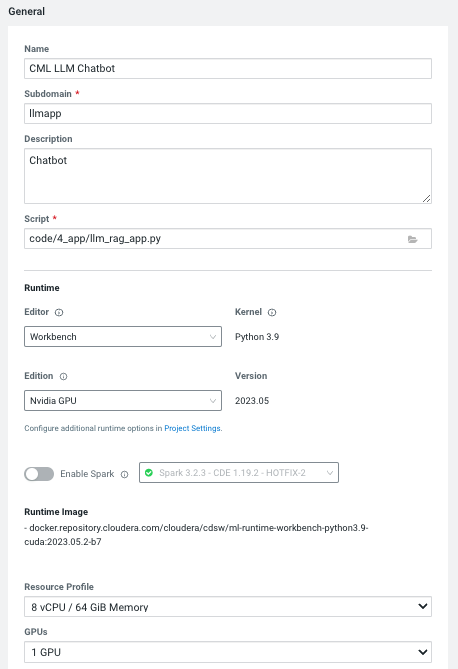 General
Name
CML LLM Chatbot
Subdomain *
llmapp
Description
Chatbot
Script *
code/4_app/llm_rag_app.py
Runtime
Editor
Kernel
Workbench
Python 3.9
Edition
Version
Nvidia GPU
2023.05
Configure additional runtime options in Project Settings.
Enable Spark
Spark 3.2.3 - CDE 1.19.2 - HOTFIX-2
Runtime Image
- docker.repository.cloudera.com/cloudera/cdsw/ml-runtime-workbench-python3.9-
cuda:2023.05.2-b7
Resource Profile
8 vCPU / 64 GiB Memory
GPUs
1 GPU